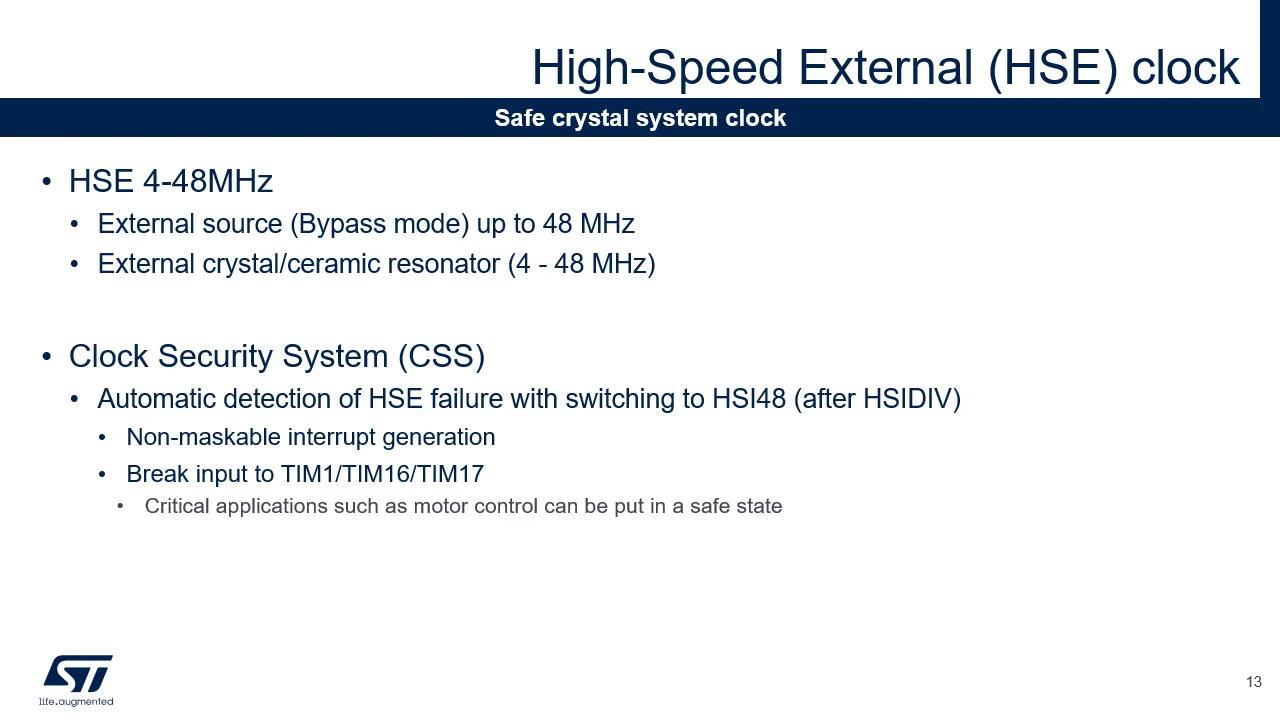 High-Speed External (HSE) clock
Safe crystal system clock
• HSE 4-48MHz
• External source (Bypass mode) up to 48 MHz
• External crystal/ceramic resonator (4 - 48 MHz)
• Clock Security System (CSS)
• Automatic detection of HSE failure with switching to HSI48 (after HSIDIV)
• Non-maskable interrupt generation
• Break input to TIM1/TIM16/TIM17
• Critical applications such as motor control can be put in a safe state
ST
life.augmented
13